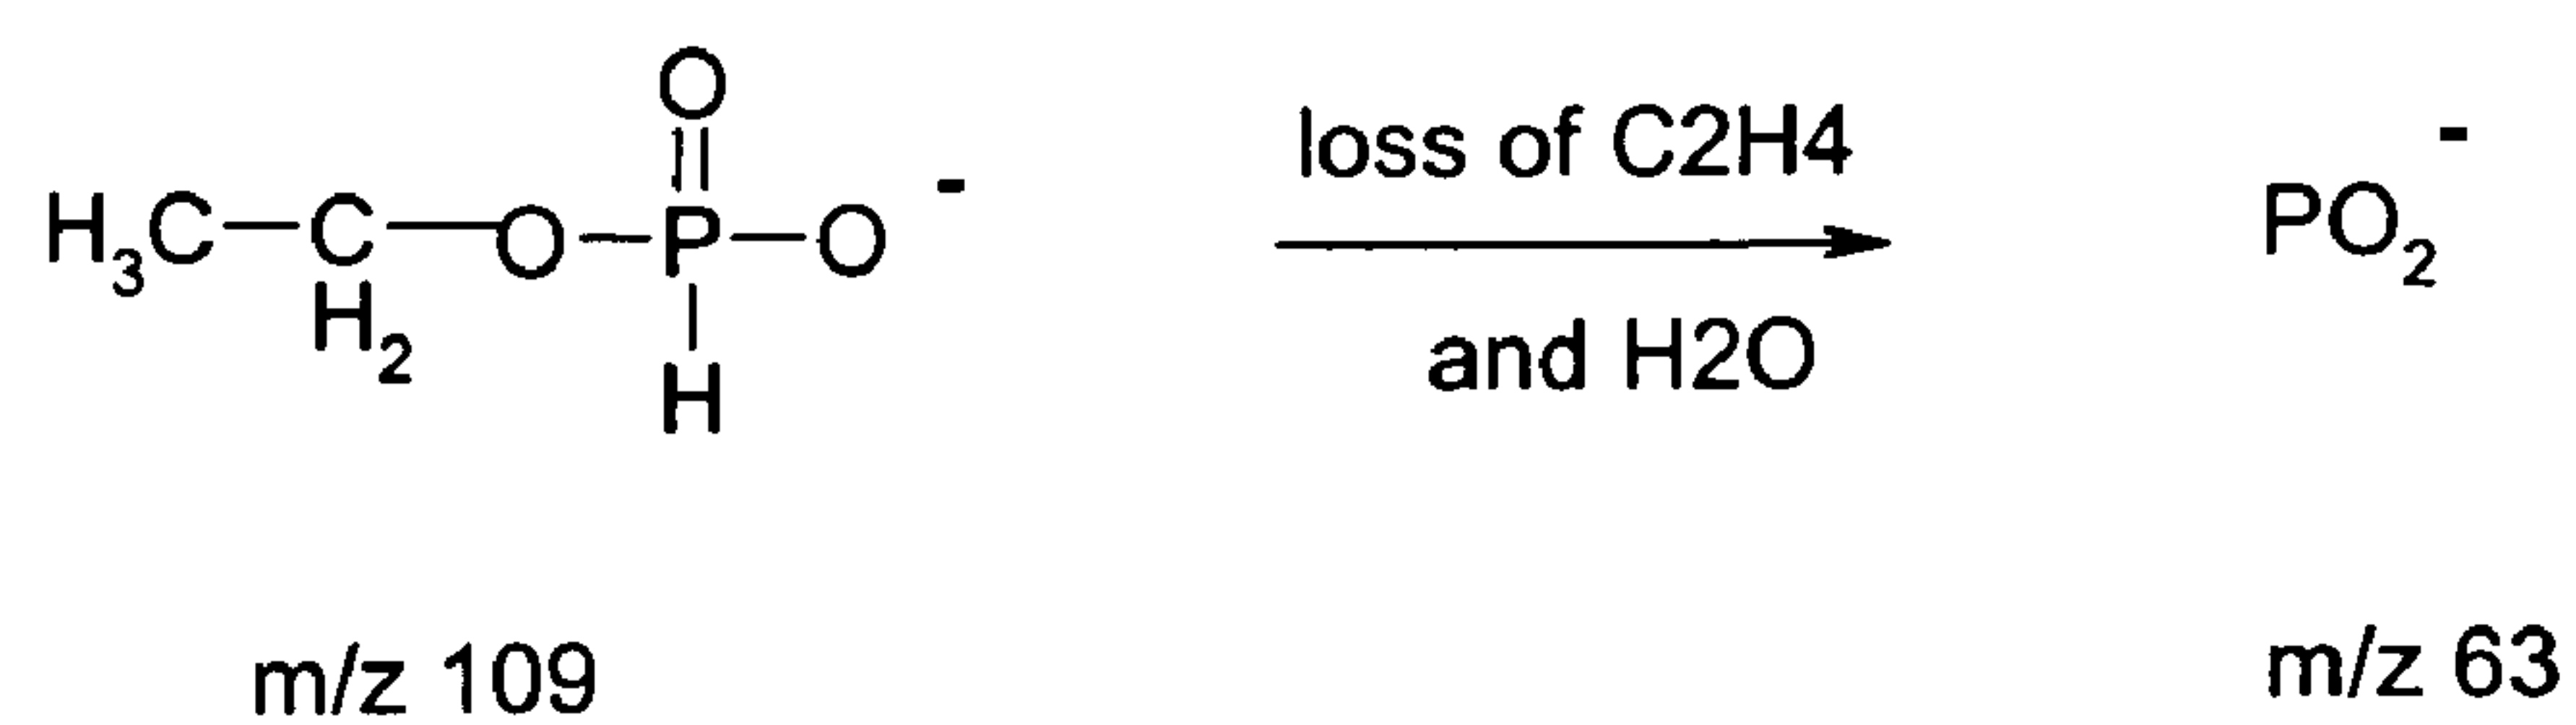 O
H3C-C-O-P-O -
H2
H
loss of C2H4
and H2O
PO2 -
m/z 109
m/z 63